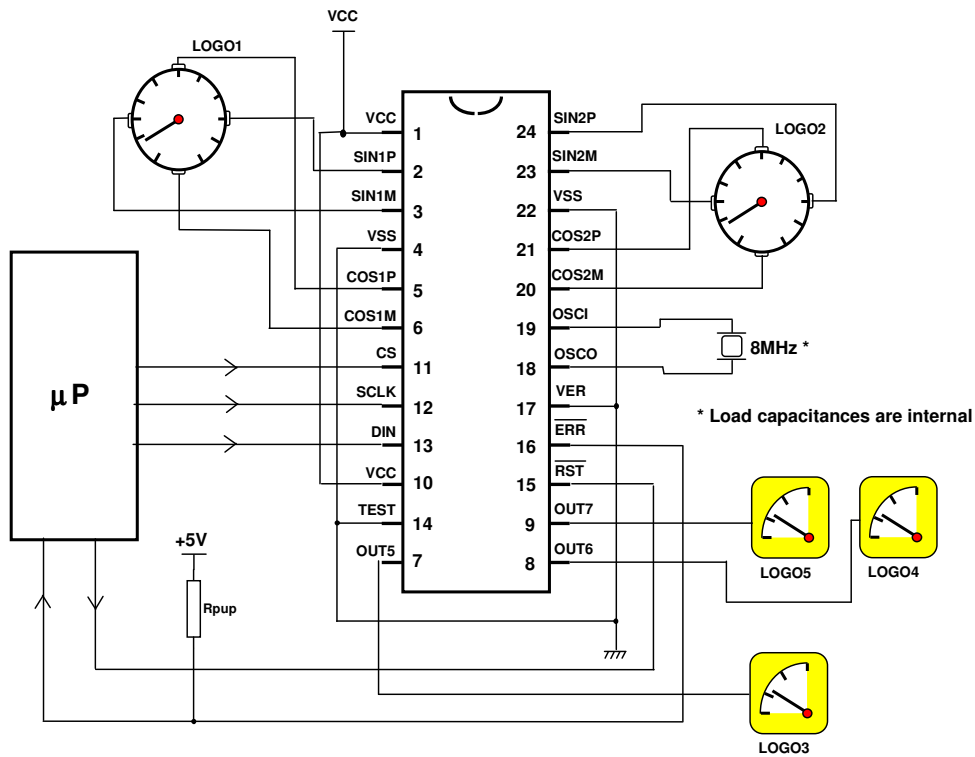 VCC
LOGO1
VCC
1
SIN1P
2
SIN1M
3
VSS
4
COS1P
5
COS1M
6
CS
11
SCLK
12
DIN
13
VCC
10
TEST
14
OUT5
7
24
SIN2P
23
SIN2M
22
VSS
21
COS2P
20
COS2M
19
OSCI
18
OSCO
17
VER
16
ERR
15
RST
9
OUT7
8
OUT6
LOGO2
8MHz *
* Load capacitances are internal
µP
+5V
Rpup
LOGO5
LOGO4
LOGO3